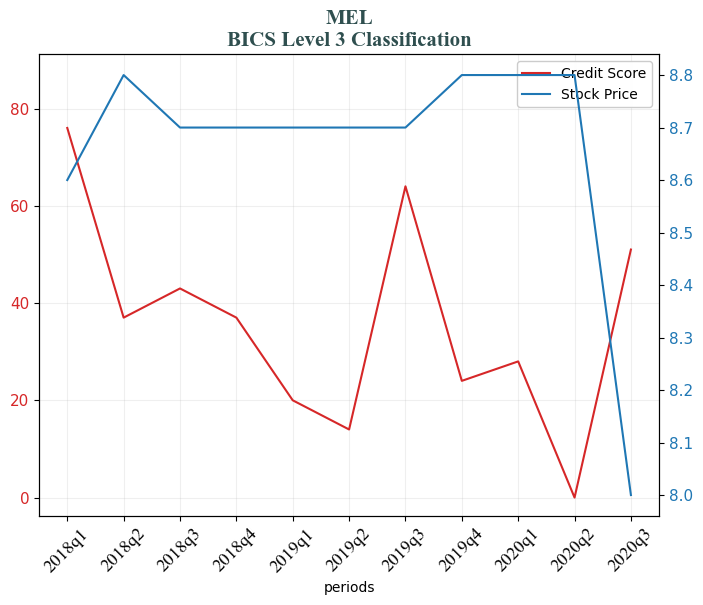 MEL
BICS Level 3 Classification
Credit Score
Stock Price
80
60
40
20
0
8.8
8.7
8.6
8.5
8.4
8.3
8.2
8.1
8.0
2018q1
2018q2
2018q3
2018q4
2019q1
2019q2
2019q3
2019q4
2020q1
2020q2
2020q3
periods